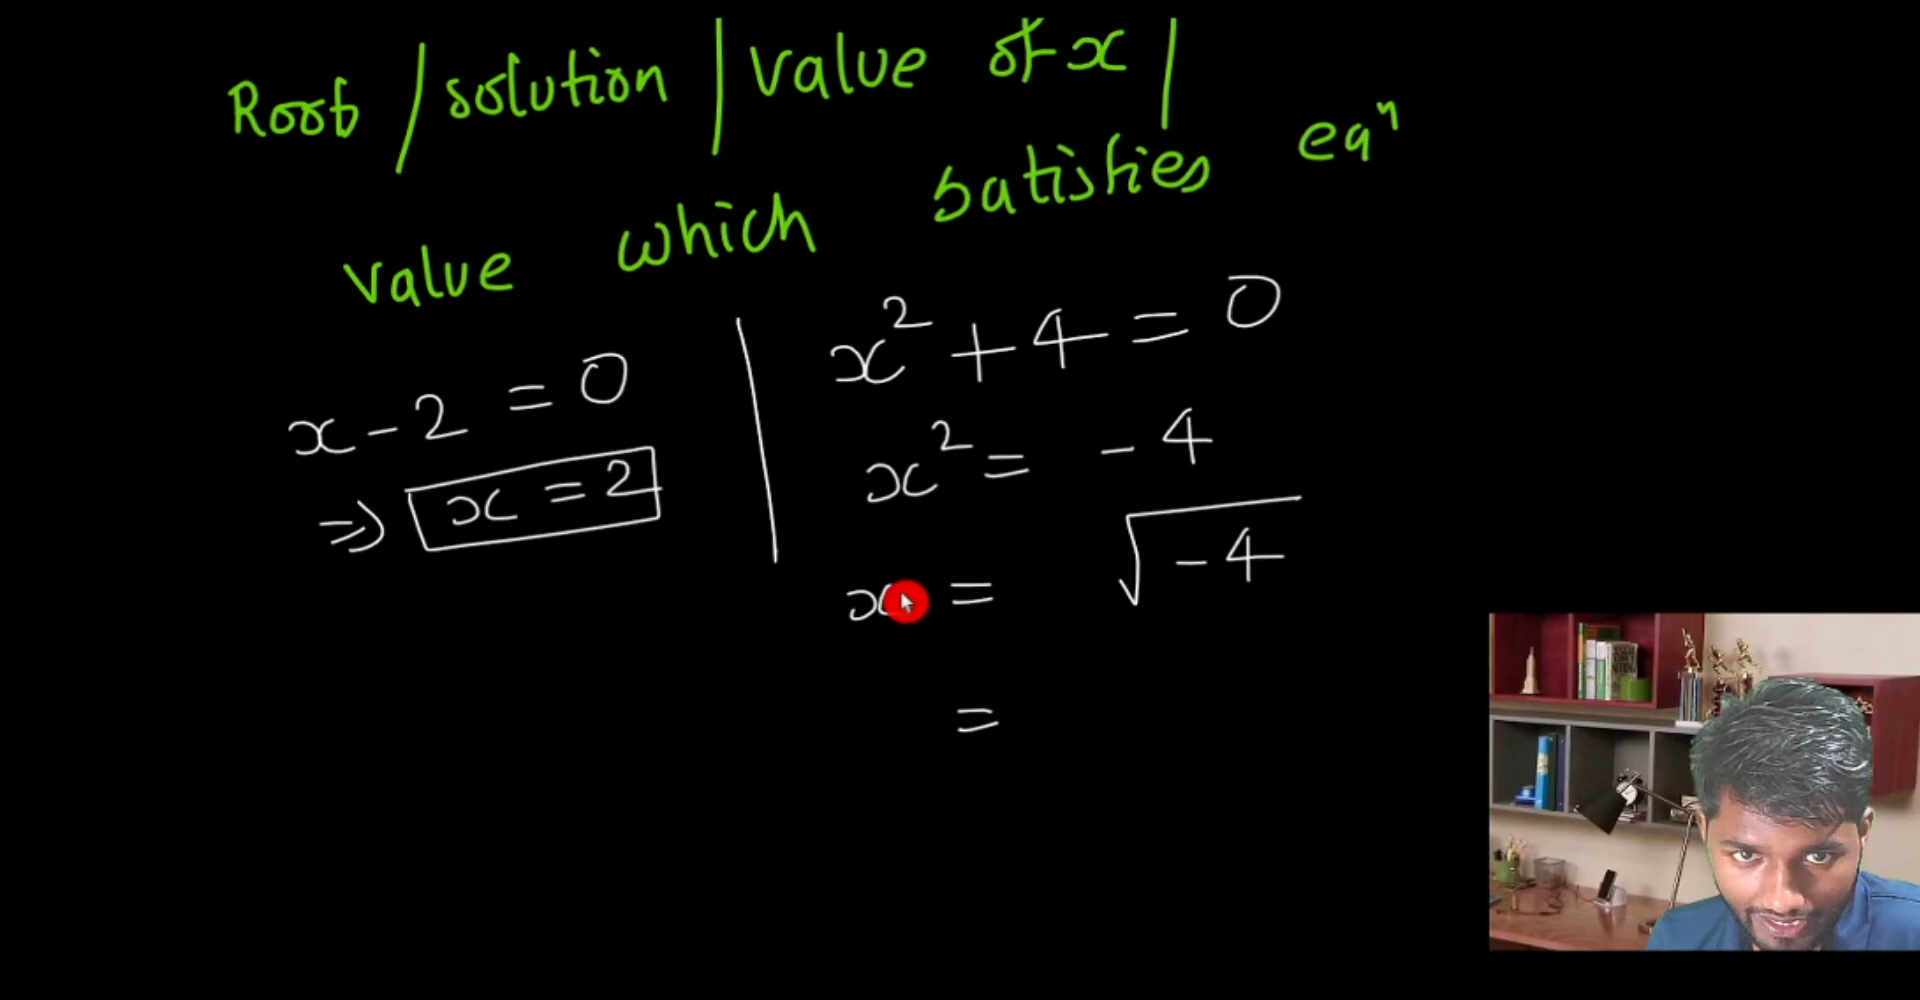 Root / solution | value of x |
value which satisfies eqⁿ
x - 2 = 0
⇒ x = 2
x² + 4 = 0
x² = - 4
x = √-4
=